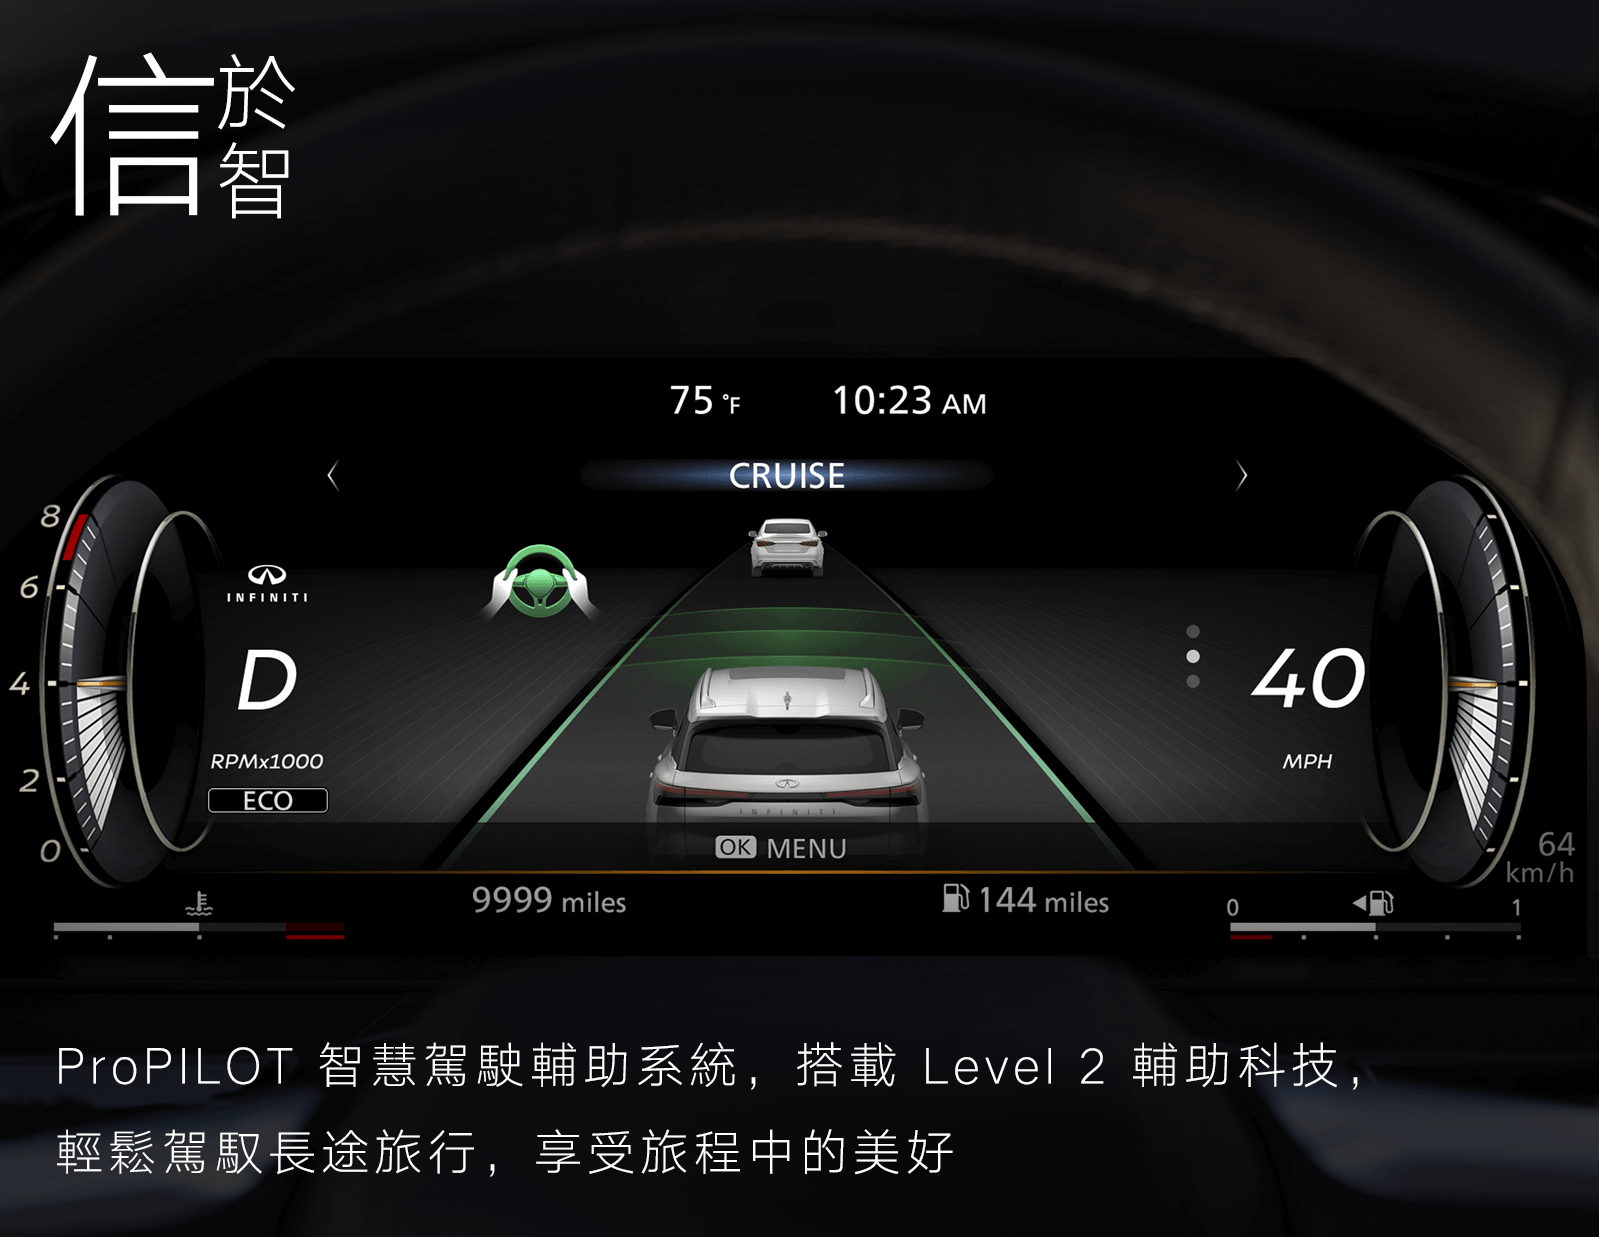 信於智
75 °F 10:23 AM
CRUISE
8
6
4
2
0
INFINITI
D
RPMx1000
ECO
40
MPH
INFINITI
OK MENU
64
km/h
9999 miles
144 miles
0 1
ProPILOT 智慧駕駛輔助系統，搭載 Level 2 輔助科技，
輕鬆駕馭長途旅行，享受旅程中的美好